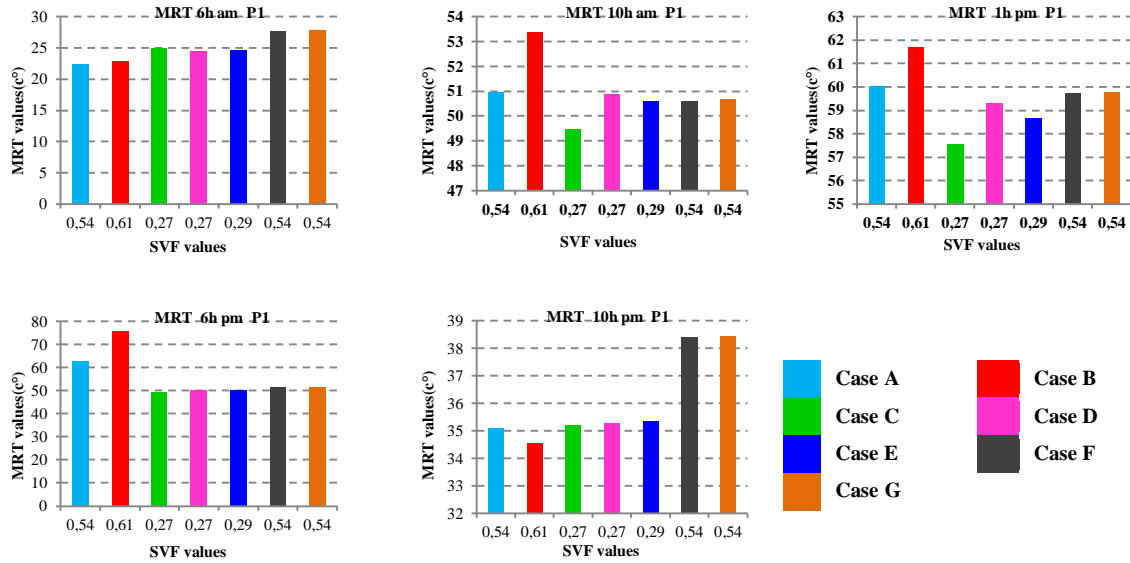 MRT 6h am P1
MRT values(c°)
30
25
20
15
10
5
0
0,54 0,61 0,27 0,27 0,29 0,54 0,54
SVF values
MRT 10h am P1
MRT values(c°)
54
53
52
51
50
49
48
47
0,54 0,61 0,27 0,27 0,29 0,54 0,54
SVF values
MRT 1h pm P1
MRT values(c°)
63
62
61
60
59
58
57
56
55
0,54 0,61 0,27 0,27 0,29 0,54 0,54
SVF values
MRT 6h pm P1
MRT values(c°)
80
70
60
50
40
30
20
10
0
0,54 0,61 0,27 0,27 0,29 0,54 0,54
SVF values
MRT 10h pm P1
MRT values(c°)
39
38
37
36
35
34
33
32
0,54 0,61 0,27 0,27 0,29 0,54 0,54
SVF values
Case A
Case B
Case C
Case D
Case E
Case F
Case G